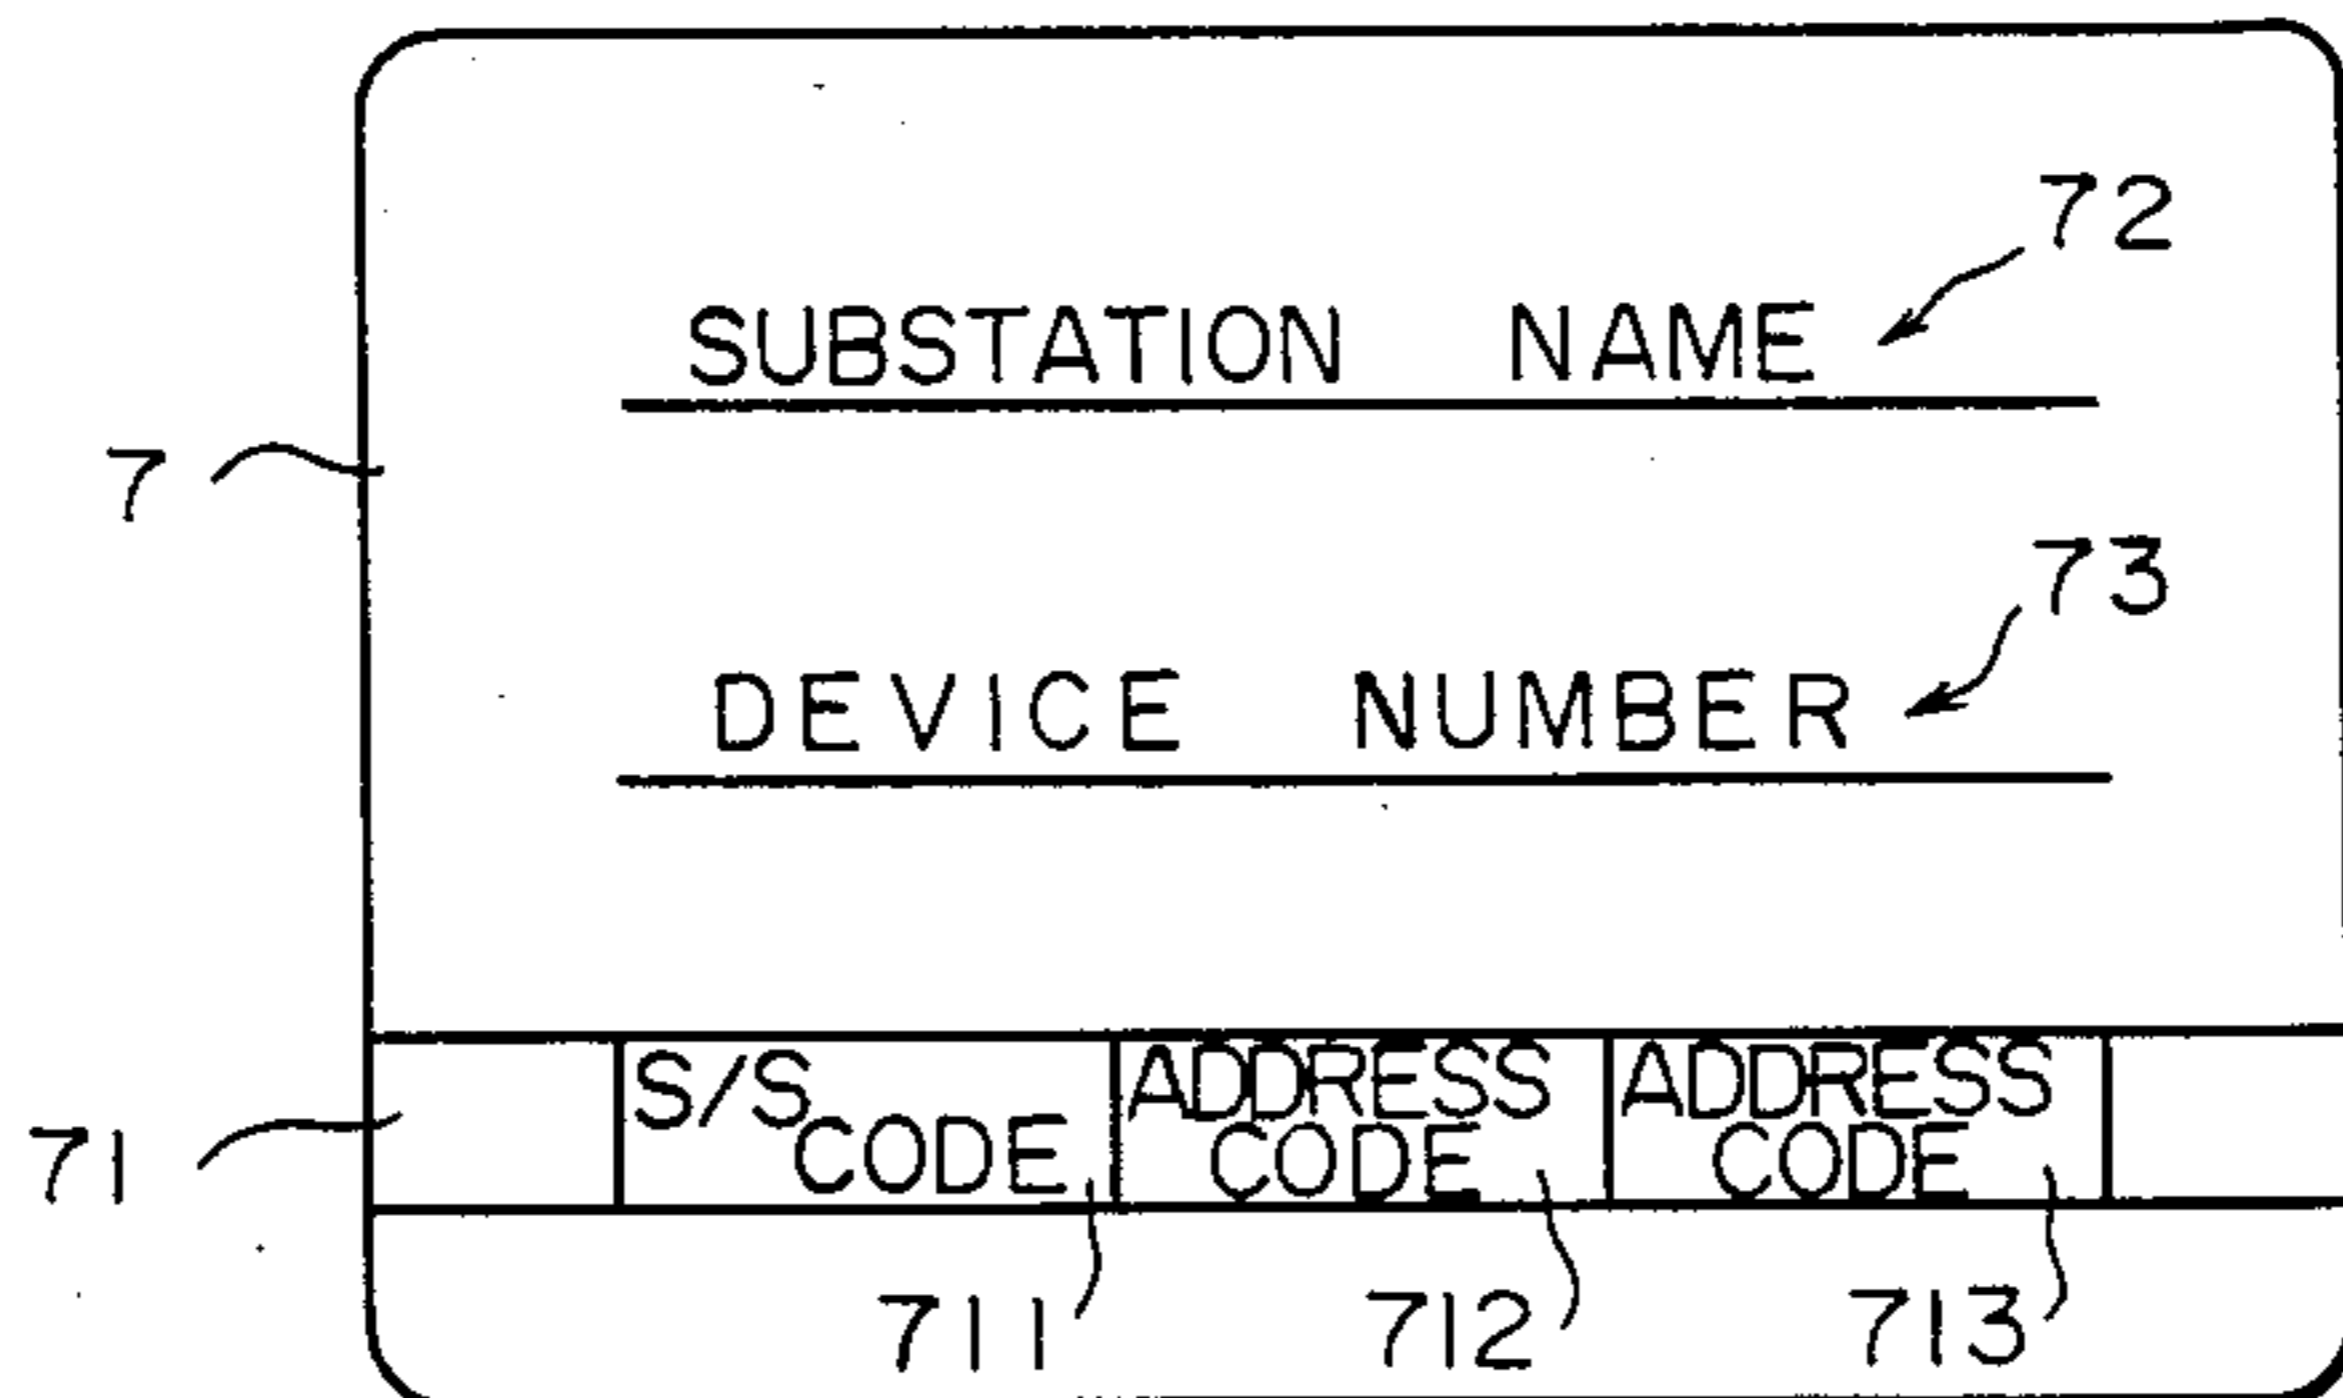 72
SUBSTATION NAME
7
73
DEVICE NUMBER
71
S/S CODE
ADDRESS CODE
ADDRESS CODE
711
712
713